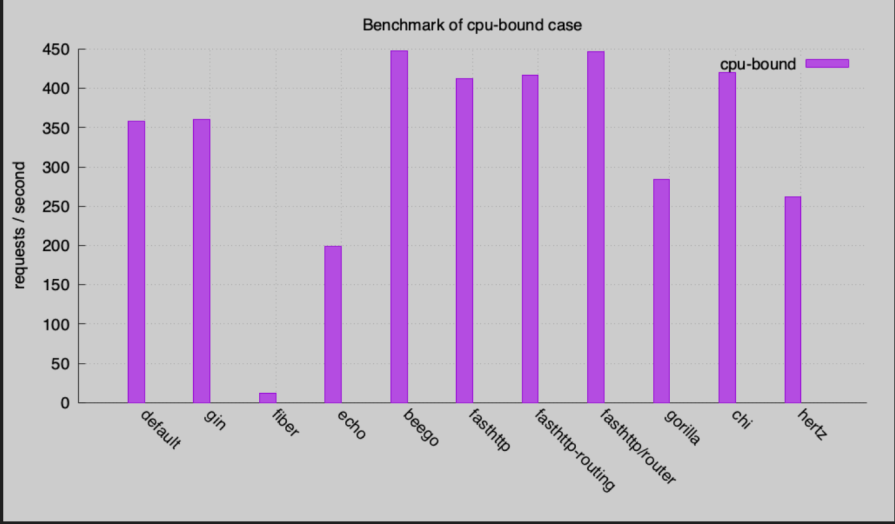 Benchmark of cpu-bound case
cpu-bound
requests / second
450
400
350
300
250
200
150
100
50
0
default
gin
fiber
echo
beego
fasthttp
fasthttp-routing
fasthttp/router
gorilla
chi
hertz